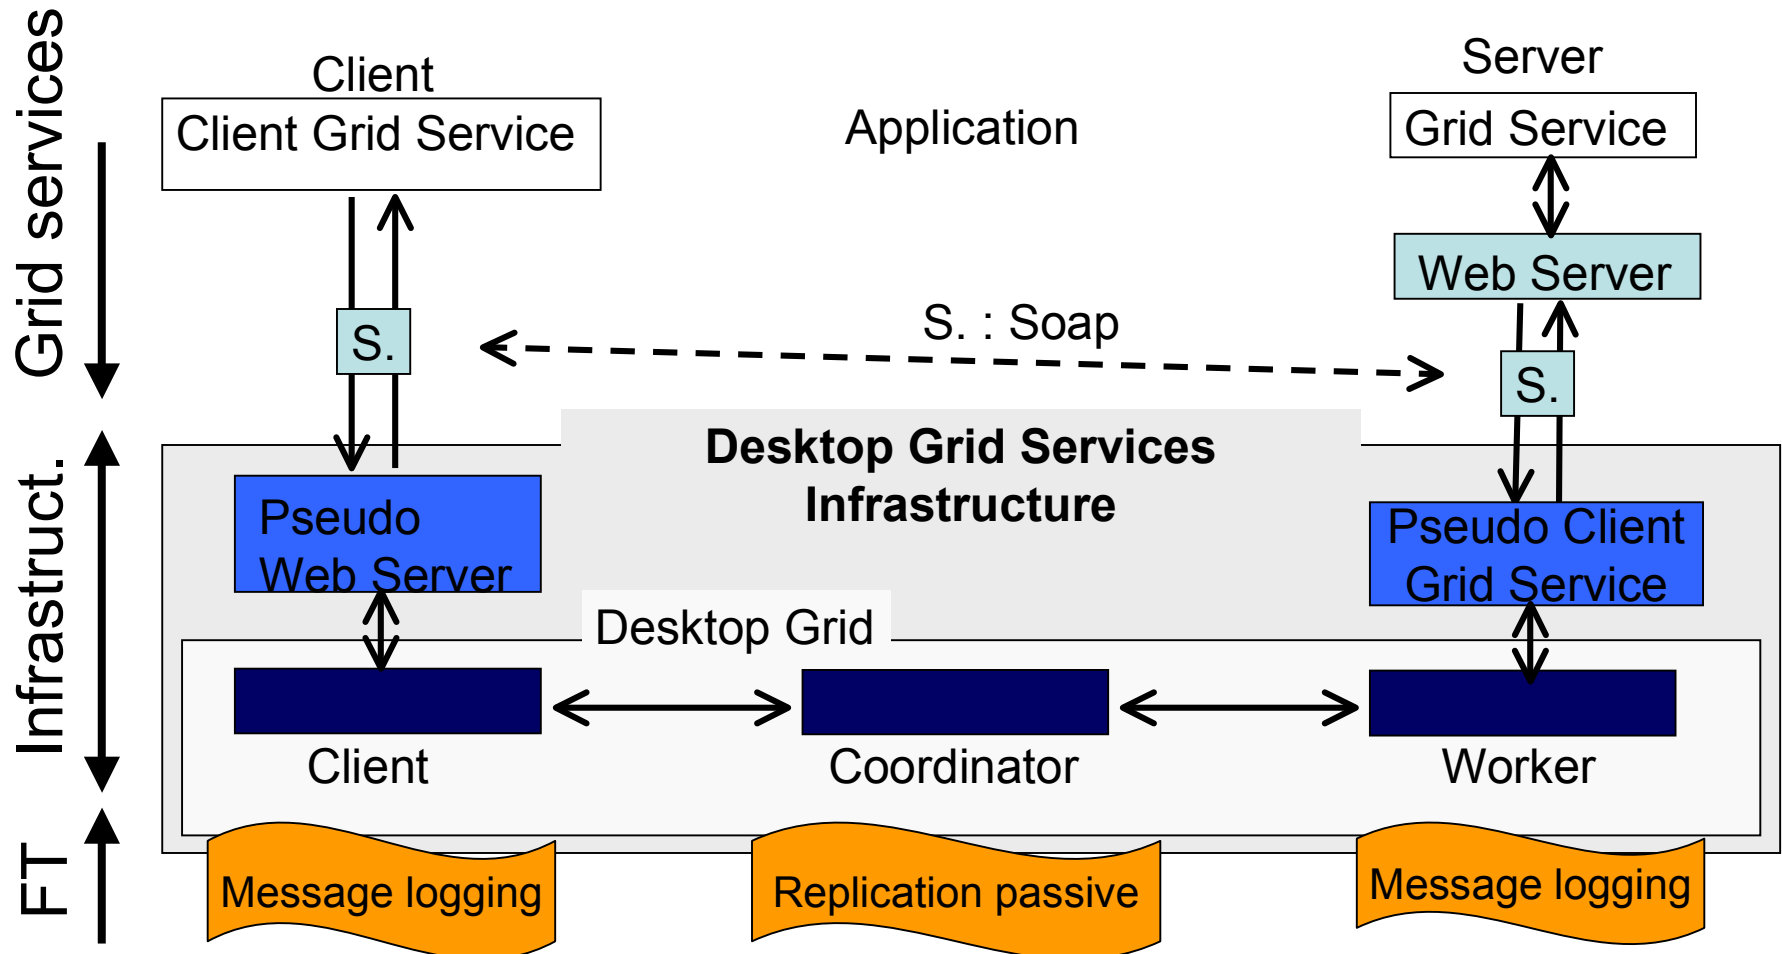 Grid services
Client
Client Grid Service
Application
Server
Grid Service
Web Server
S. : Soap
S.
S.
Infrastruct.
Desktop Grid Services
Infrastructure
Pseudo
Web Server
Pseudo Client
Grid Service
Desktop Grid
Client
Coordinator
Worker
FT
Message logging
Replication passive
Message logging